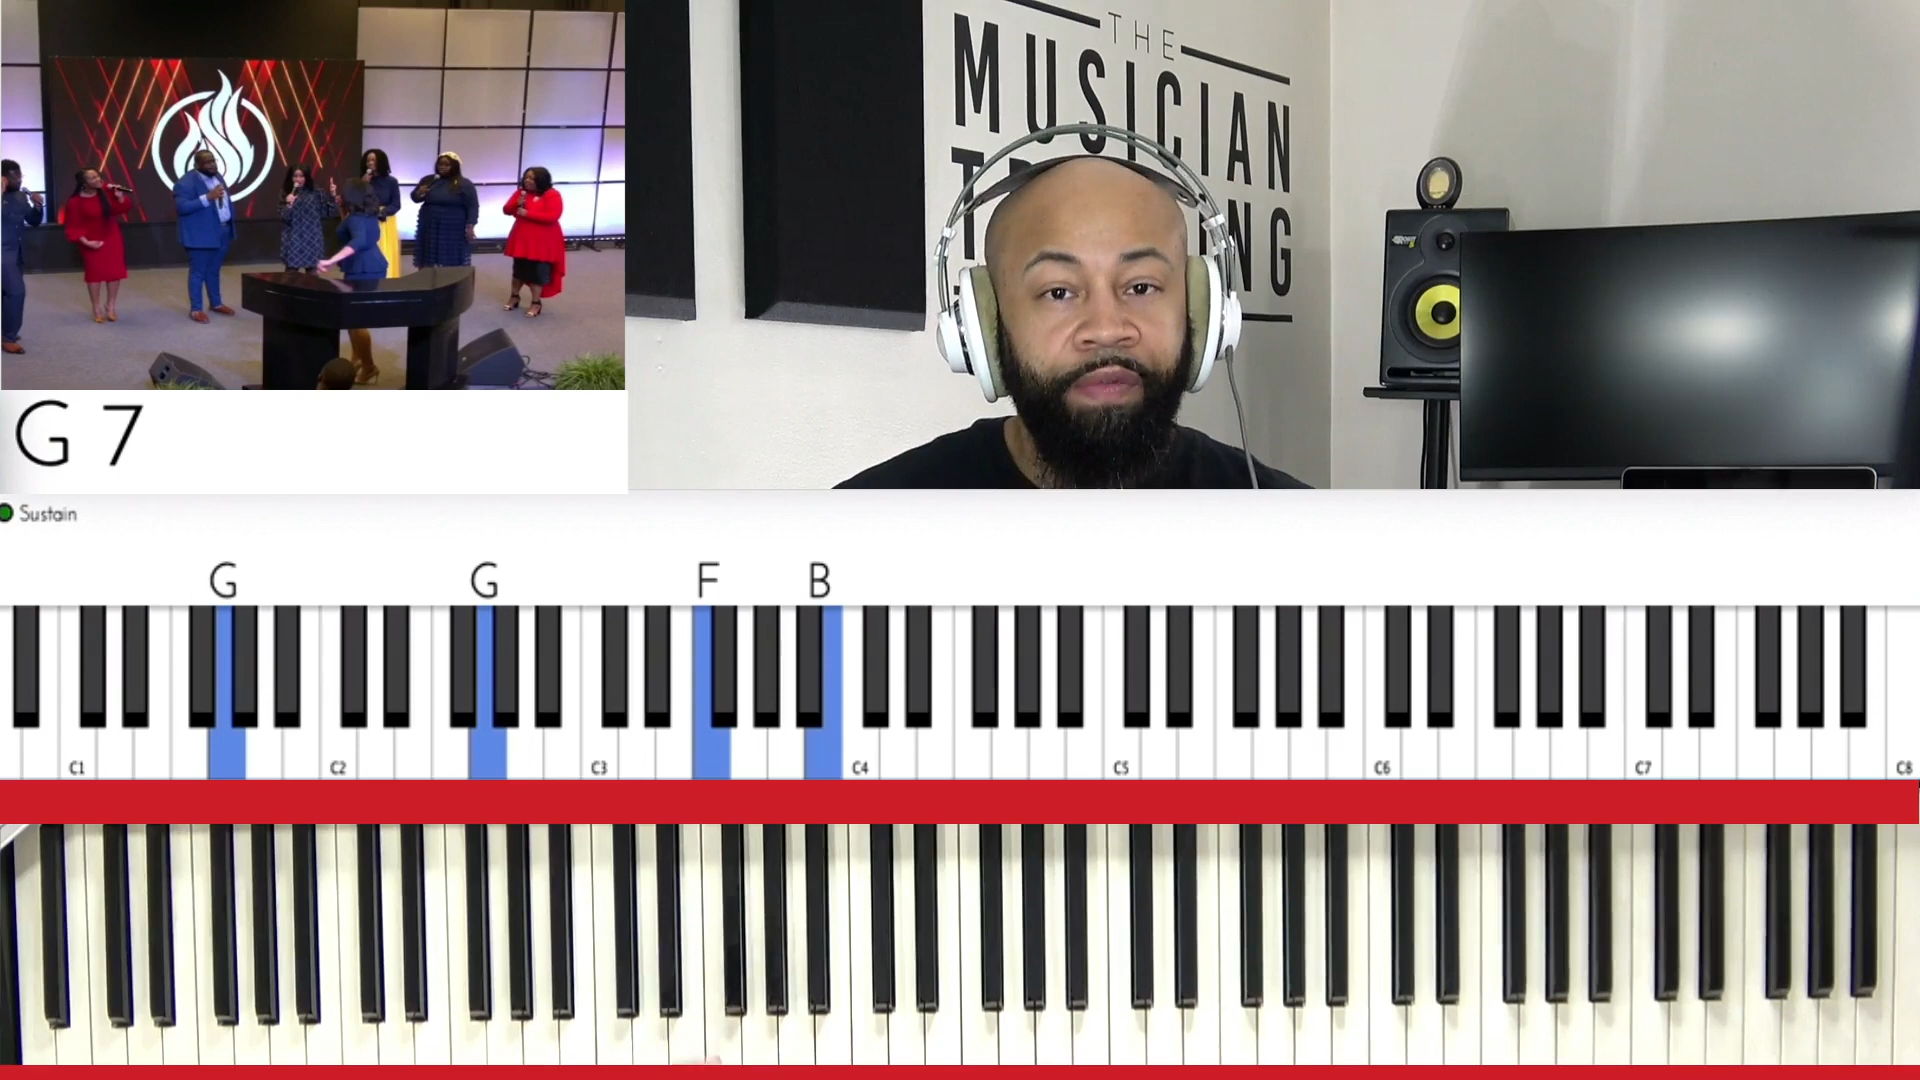 THE
MUSICIAN
G 7
Sustain
G G F B
C1 C2 C3 C4 C5 C6 C7 C8